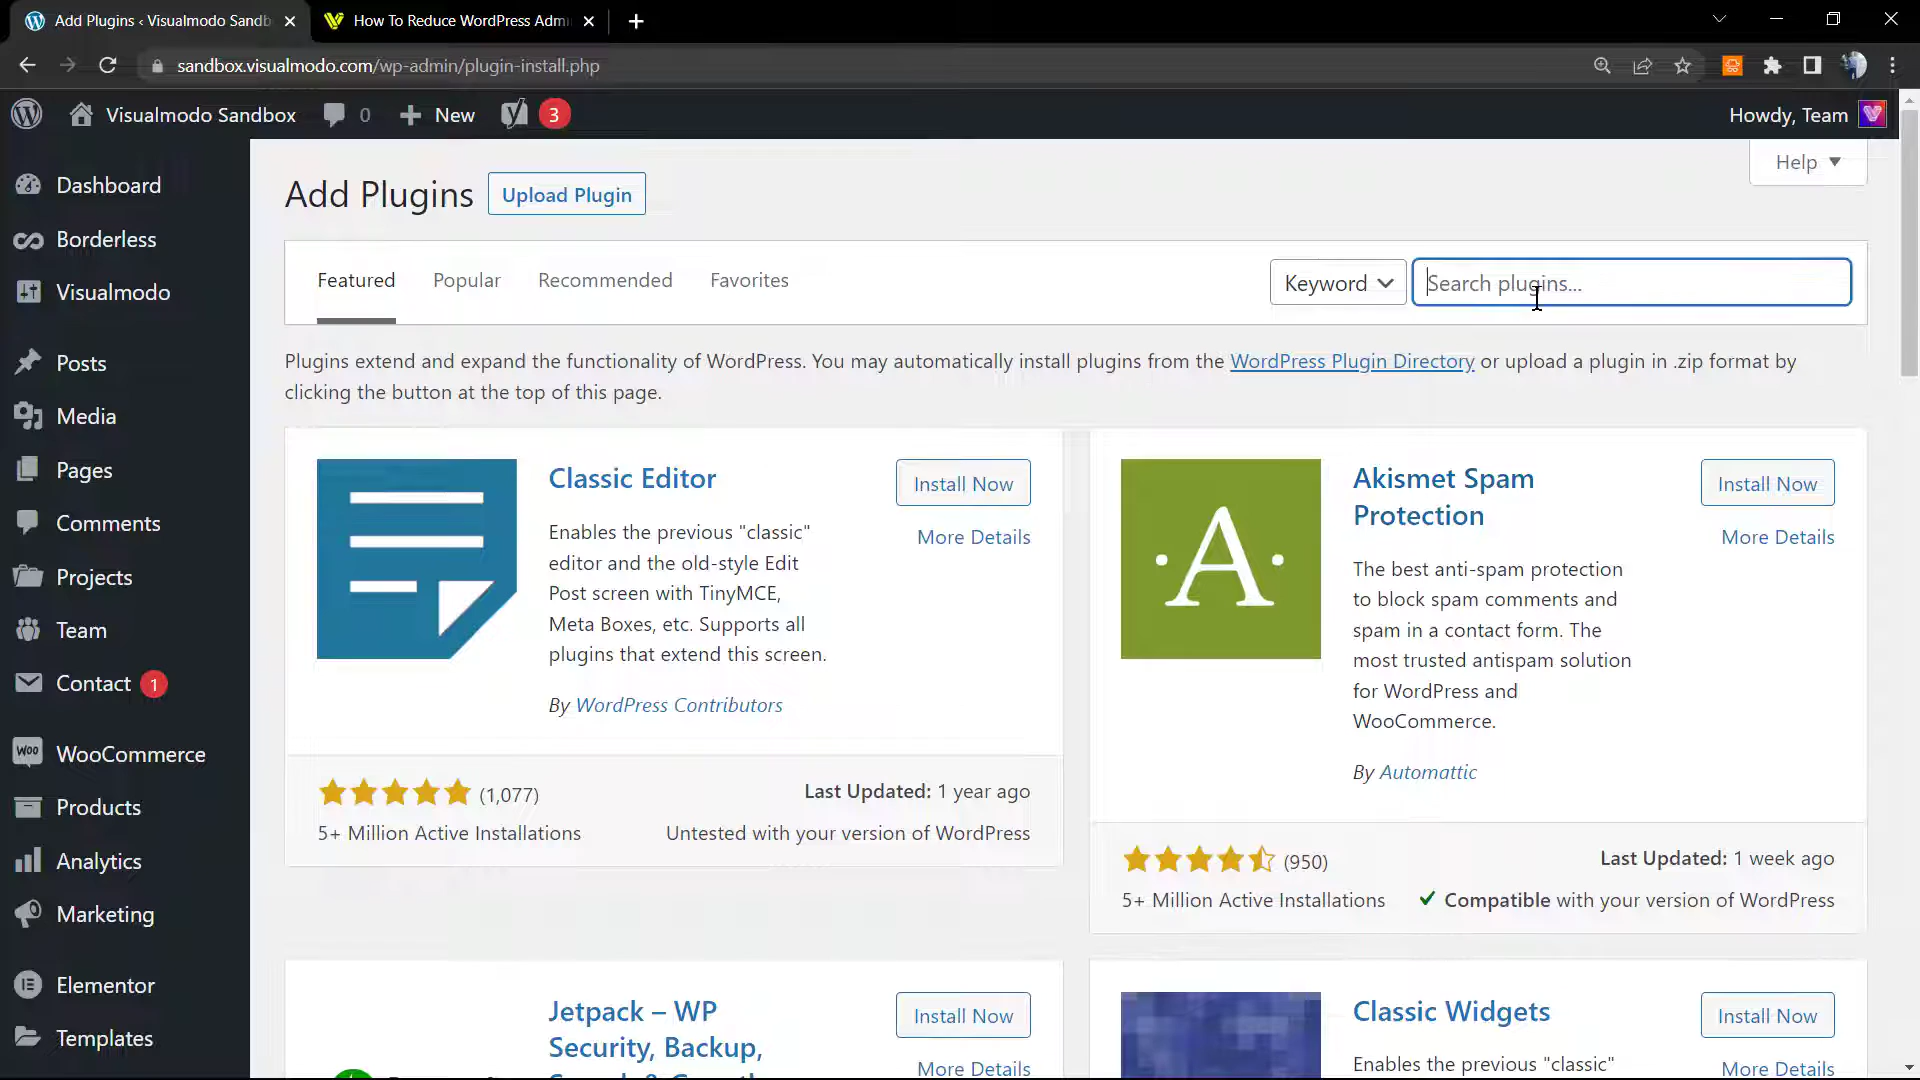 Add Plugins ‹ Visualmodo Sandb
How To Reduce WordPress Adm
sandbox.visualmodo.com/wp-admin/plugin-install.php
Visualmodo Sandbox
0
New
3
Howdy, Team
Help
Dashboard
Borderless
Visualmodo
Posts
Media
Pages
Comments
Projects
Team
Contact 1
WooCommerce
Products
Analytics
Marketing
Elementor
Templates
Add Plugins
Upload Plugin
Featured
Popular
Recommended
Favorites
Keyword
Search plugins...
Plugins extend and expand the functionality of WordPress. You may automatically install plugins from the WordPress Plugin Directory or upload a plugin in .zip format by
clicking the button at the top of this page.
Classic Editor
Install Now
More Details
Enables the previous "classic"
editor and the old-style Edit
Post screen with TinyMCE,
Meta Boxes, etc. Supports all
plugins that extend this screen.
By WordPress Contributors
(1,077)
Last Updated: 1 year ago
5+ Million Active Installations
Untested with your version of WordPress
A
Akismet Spam
Protection
Install Now
More Details
The best anti-spam protection
to block spam comments and
spam in a contact form. The
most trusted antispam solution
for WordPress and
WooCommerce.
By Automattic
(950)
Last Updated: 1 week ago
5+ Million Active Installations
Compatible with your version of WordPress
Jetpack – WP
Security, Backup,
Install Now
More Details
Classic Widgets
Install Now
More Details
Enables the previous "classic"